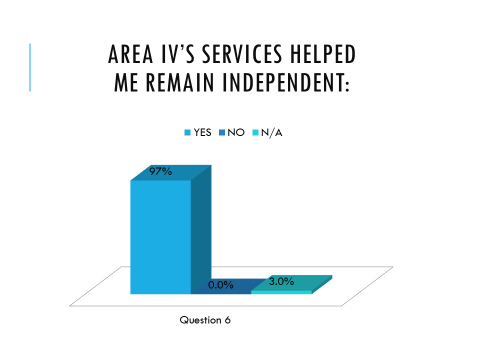 AREA IV’S SERVICES HELPED
ME REMAIN INDEPENDENT:
YES NO N/A
97%
0.0% 3.0%
Question 6